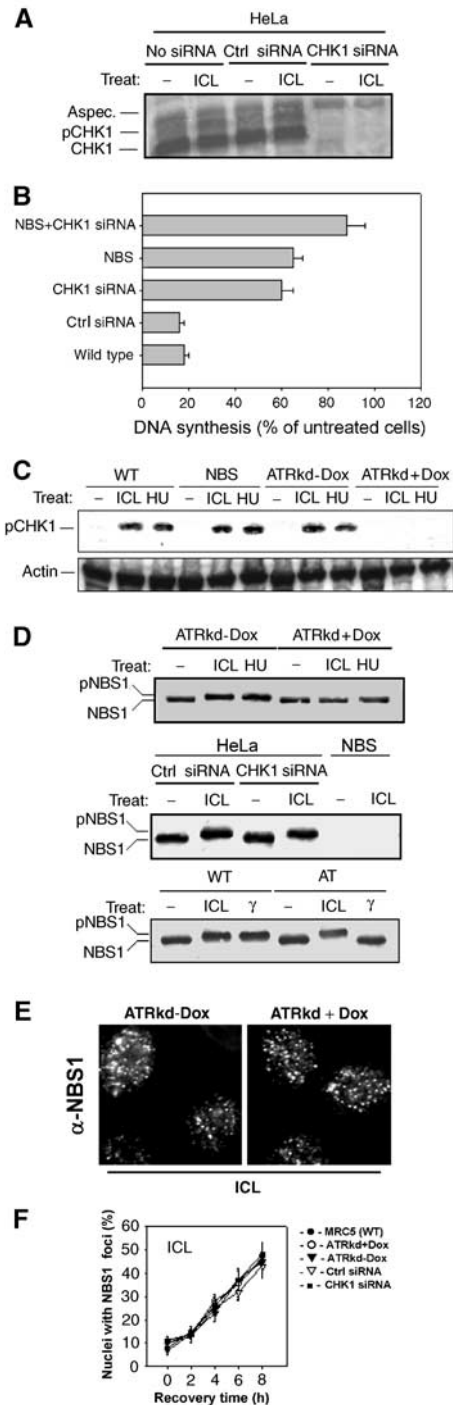 A
HeLa
No siRNA Ctrl siRNA CHK1 siRNA
Treat: – ICL – ICL – ICL
Aspec.
pCHK1
CHK1
B
NBS+CHK1 siRNA
NBS
CHK1 siRNA
Ctrl siRNA
Wild type
0 20 40 60 80 100 120
DNA synthesis (% of untreated cells)
C
WT NBS ATRkd-Dox ATRkd+Dox
Treat: – ICL HU – ICL HU – ICL HU – ICL HU
pCHK1
Actin
D
ATRkd-Dox ATRkd+Dox
Treat: – ICL HU – ICL HU
pNBS1
NBS1
HeLa NBS
Ctrl siRNA CHK1 siRNA
Treat: – ICL – ICL – ICL
pNBS1
NBS1
WT AT
Treat: – ICL γ – ICL γ
pNBS1
NBS1
E
ATRkd-Dox ATRkd + Dox
α-NBS1
ICL
F
Nuclei with NBS1 foci (%)
60
50
40
30
20
10
0
ICL
0 2 4 6 8
Recovery time (h)
MRC5 (WT)
ATRkd+Dox
ATRkd-Dox
Ctrl siRNA
CHK1 siRNA